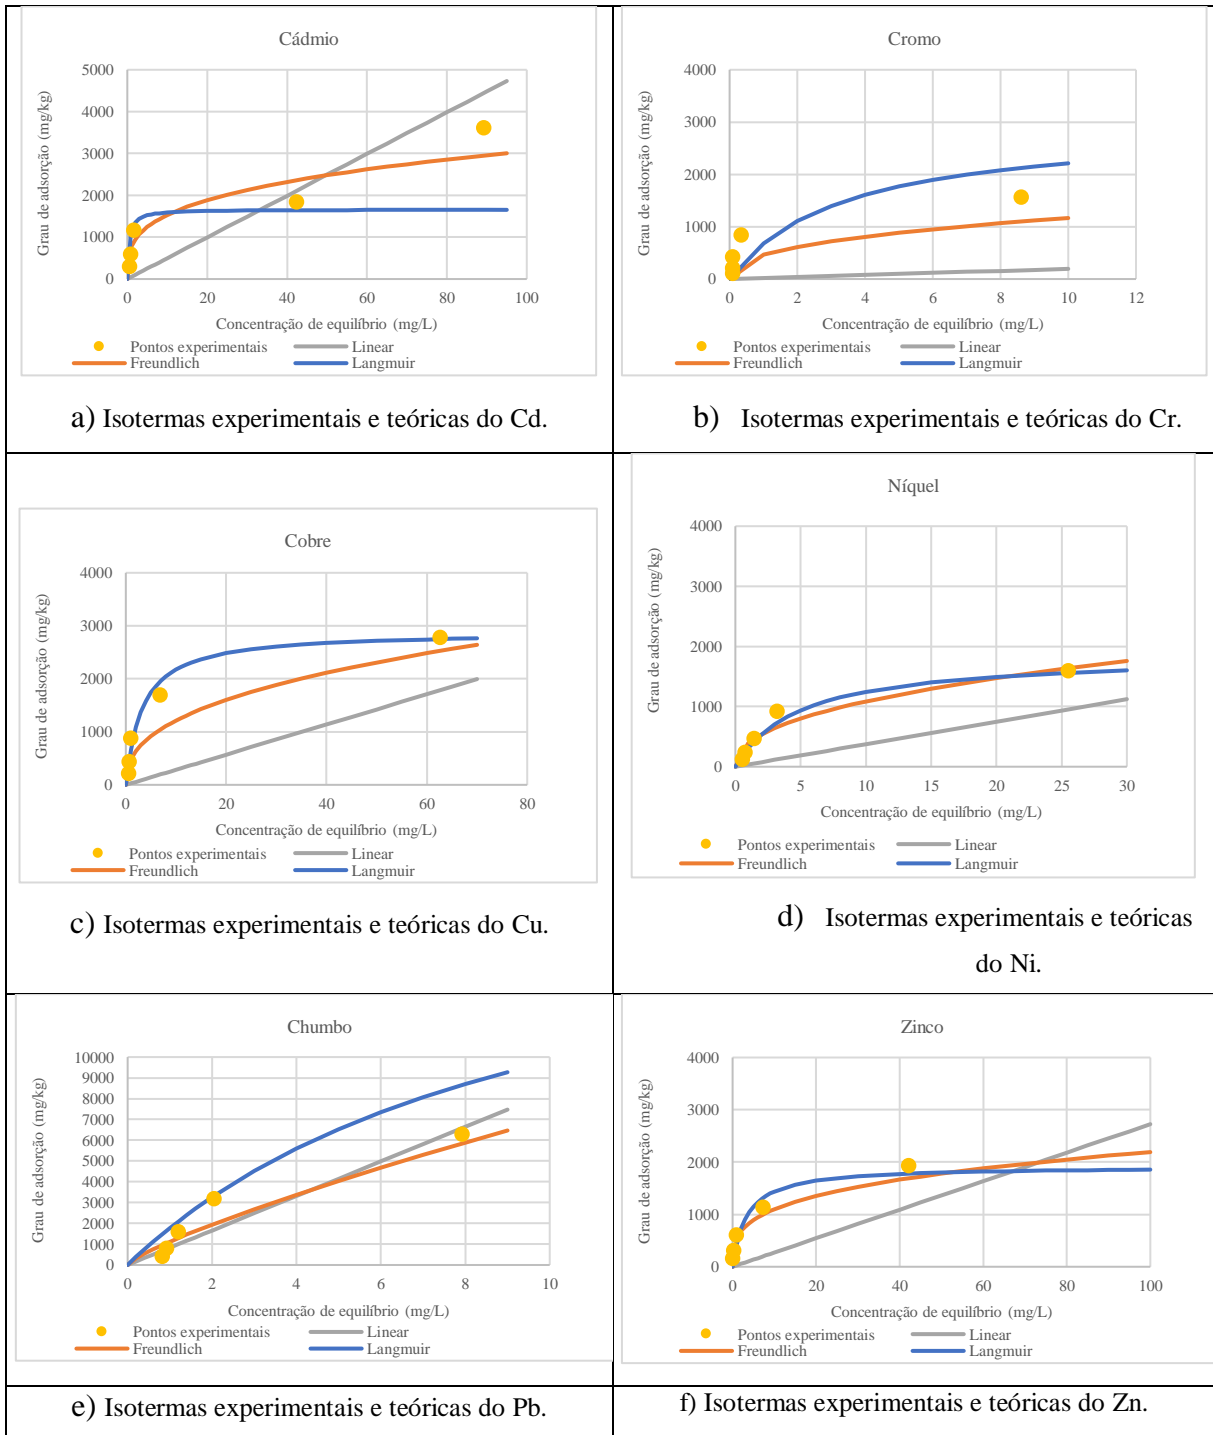 Cádmio
Grau de adsorção (mg/kg)
5000
4000
3000
2000
1000
0
0 20 40 60 80 100
Concentração de equilíbrio (mg/L)
Pontos experimentais Linear
Freundlich Langmuir
a) Isotermas experimentais e teóricas do Cd.
Cromo
Grau de adsorção (mg/kg)
4000
3000
2000
1000
0
0 2 4 6 8 10 12
Concentração de equilíbrio (mg/L)
Pontos experimentais Linear
Freundlich Langmuir
b) Isotermas experimentais e teóricas do Cr.
Cobre
Grau de adsorção (mg/kg)
4000
3000
2000
1000
0
0 20 40 60 80
Concentração de equilíbrio (mg/L)
Pontos experimentais Linear
Freundlich Langmuir
c) Isotermas experimentais e teóricas do Cu.
Níquel
Grau de adsorção (mg/kg)
4000
3000
2000
1000
0
0 5 10 15 20 25 30
Concentração de equilíbrio (mg/L)
Pontos experimentais Linear
Freundlich Langmuir
d) Isotermas experimentais e teóricas
do Ni.
Chumbo
Grau de adsorção (mg/kg)
10000
9000
8000
7000
6000
5000
4000
3000
2000
1000
0
0 2 4 6 8 10
Concentração de equilíbrio (mg/L)
Pontos experimentais Linear
Freundlich Langmuir
e) Isotermas experimentais e teóricas do Pb.
Zinco
Grau de adsorção (mg/kg)
4000
3000
2000
1000
0
0 20 40 60 80 100
Concentração de equilíbrio (mg/L)
Pontos experimentais Linear
Freundlich Langmuir
f) Isotermas experimentais e teóricas do Zn.